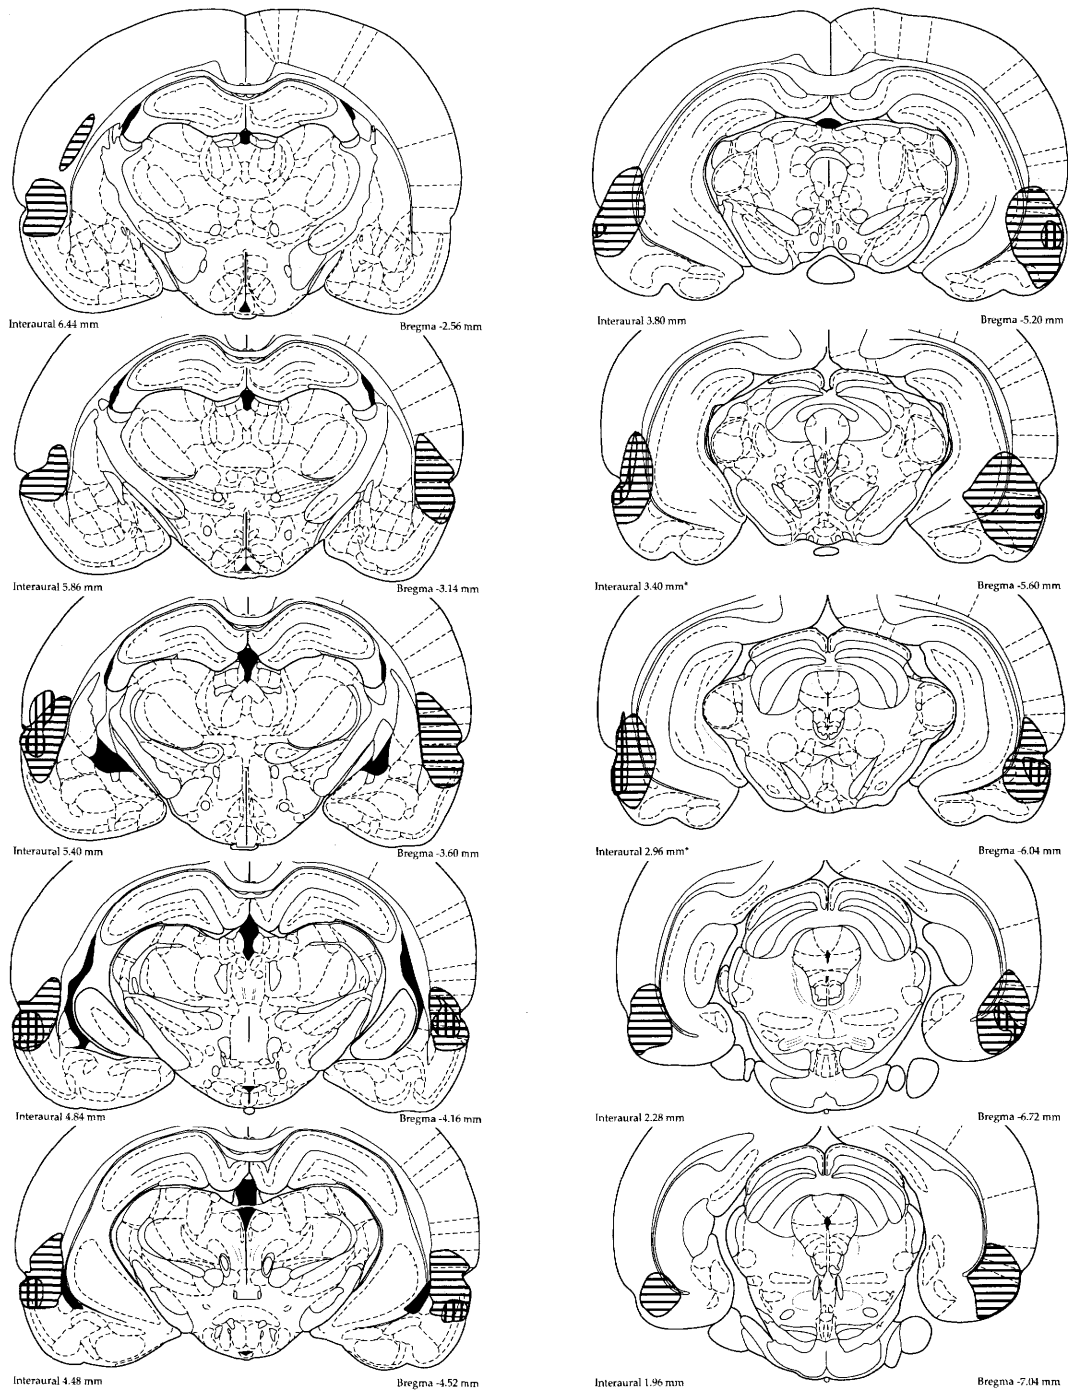 Interaural 6.44 mm
Bregma -2.56 mm
Interaural 5.86 mm
Bregma -3.14 mm
Interaural 5.40 mm
Bregma -3.60 mm
Interaural 4.84 mm
Bregma -4.16 mm
Interaural 4.48 mm
Bregma -4.52 mm
Interaural 3.80 mm
Bregma -5.20 mm
Interaural 3.40 mm*
Bregma -5.60 mm
Interaural 2.96 mm*
Bregma -6.04 mm
Interaural 2.28 mm
Bregma -6.72 mm
Interaural 1.96 mm
Bregma -7.04 mm